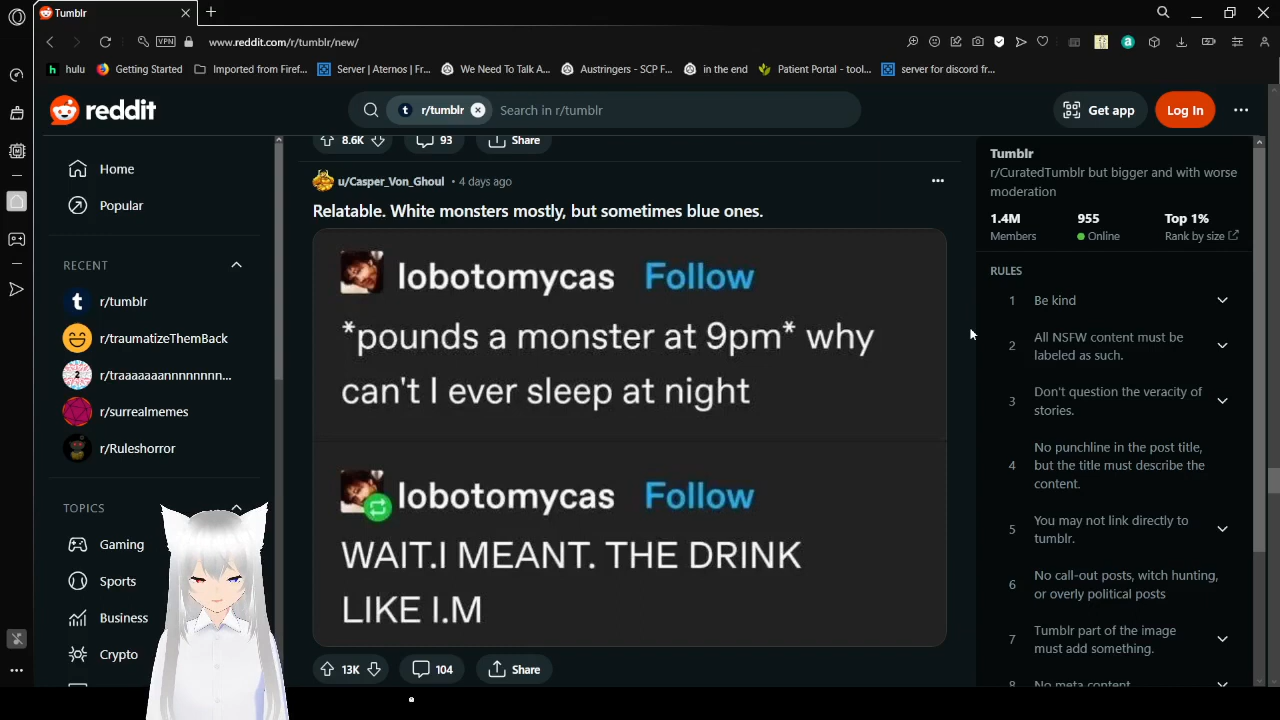 Tumblr
VPN
www.reddit.com/r/tumblr/new/
hulu
Getting Started
Imported from Firef...
Server | Aternos | Fr...
We Need To Talk A...
Austringers - SCP F...
in the end
Patient Portal - tool...
server for discord fr...
reddit
r/tumblr
Search in r/tumblr
Get app
Log In
8.6K
93
Share
Home
Popular
RECENT
r/tumblr
r/traumatizeThemBack
r/traaaaaaannnnnnnn...
r/surrealmemes
r/Ruleshorror
TOPICS
Gaming
Sports
Business
Crypto
u/Casper_Von_Ghoul • 4 days ago
Relatable. White monsters mostly, but sometimes blue ones.
lobotomycas Follow
*pounds a monster at 9pm* why
can't I ever sleep at night
lobotomycas Follow
WAIT.I MEANT. THE DRINK
LIKE I.M
13K
104
Share
Tumblr
r/CuratedTumblr but bigger and with worse
moderation
1.4M 955 Top 1%
Members Online Rank by size
RULES
1 Be kind
2 All NSFW content must be
labeled as such.
3 Don't question the veracity of
stories.
4 No punchline in the post title,
but the title must describe the
content.
5 You may not link directly to
tumblr.
6 No call-out posts, witch hunting,
or overly political posts
7 Tumblr part of the image
must add something.
8 No meta content